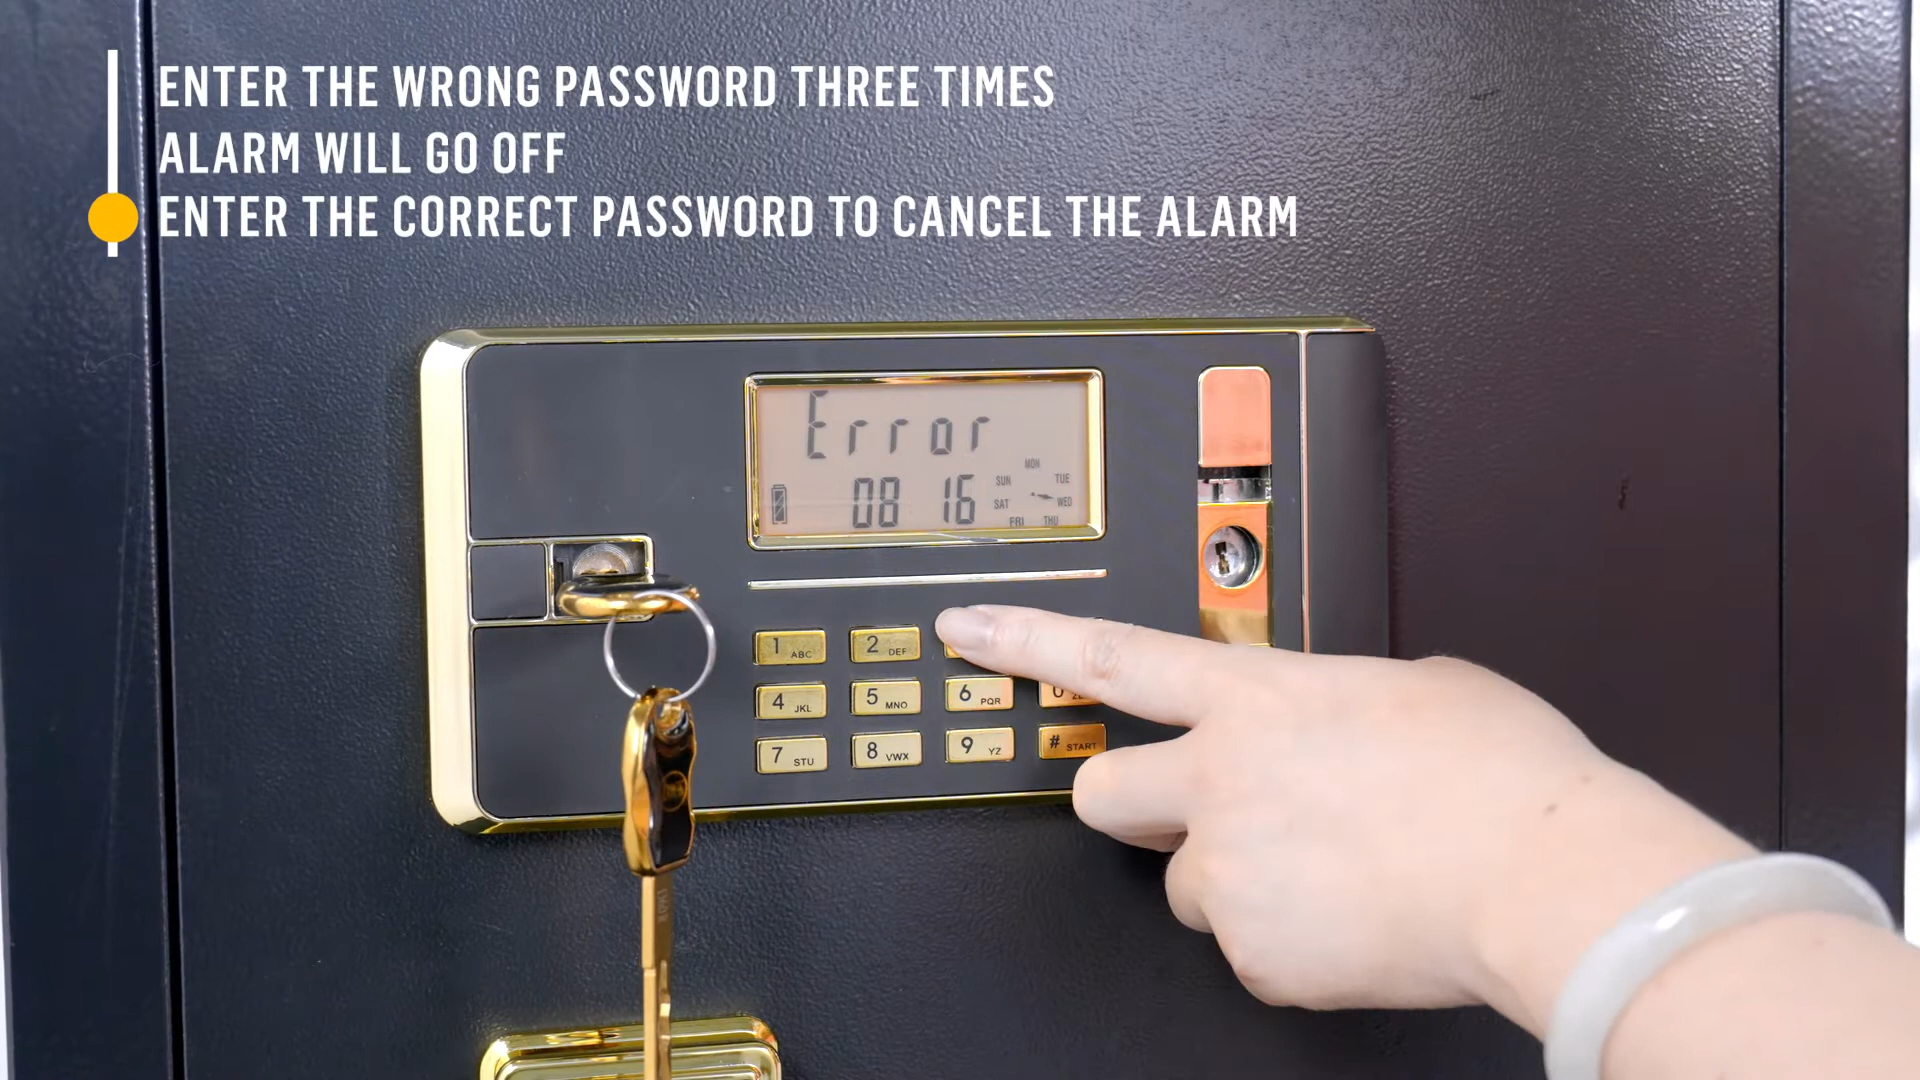 ENTER THE WRONG PASSWORD THREE TIMES
ALARM WILL GO OFF
ENTER THE CORRECT PASSWORD TO CANCEL THE ALARM
Error
08 16
MON
SUN TUE
SAT WED
FRI THU
1 ABC 2 DEF
4 JKL 5 MNO 6 PQR
7 STU 8 VWX 9 YZ # START